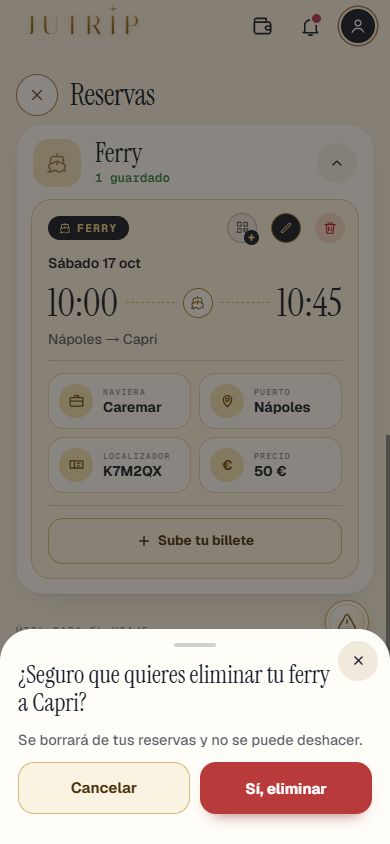 JUTRIP
Reservas
Ferry
1 guardado
FERRY
Sábado 17 oct
10:00 10:45
Nápoles → Capri
NAVIERA
Caremar
PUERTO
Nápoles
LOCALIZADOR
K7M2QX
PRECIO
€ 50 €
+ Sube tu billete
¿Seguro que quieres eliminar tu ferry
a Capri?
Se borrará de tus reservas y no se puede deshacer.
Cancelar
Sí, eliminar